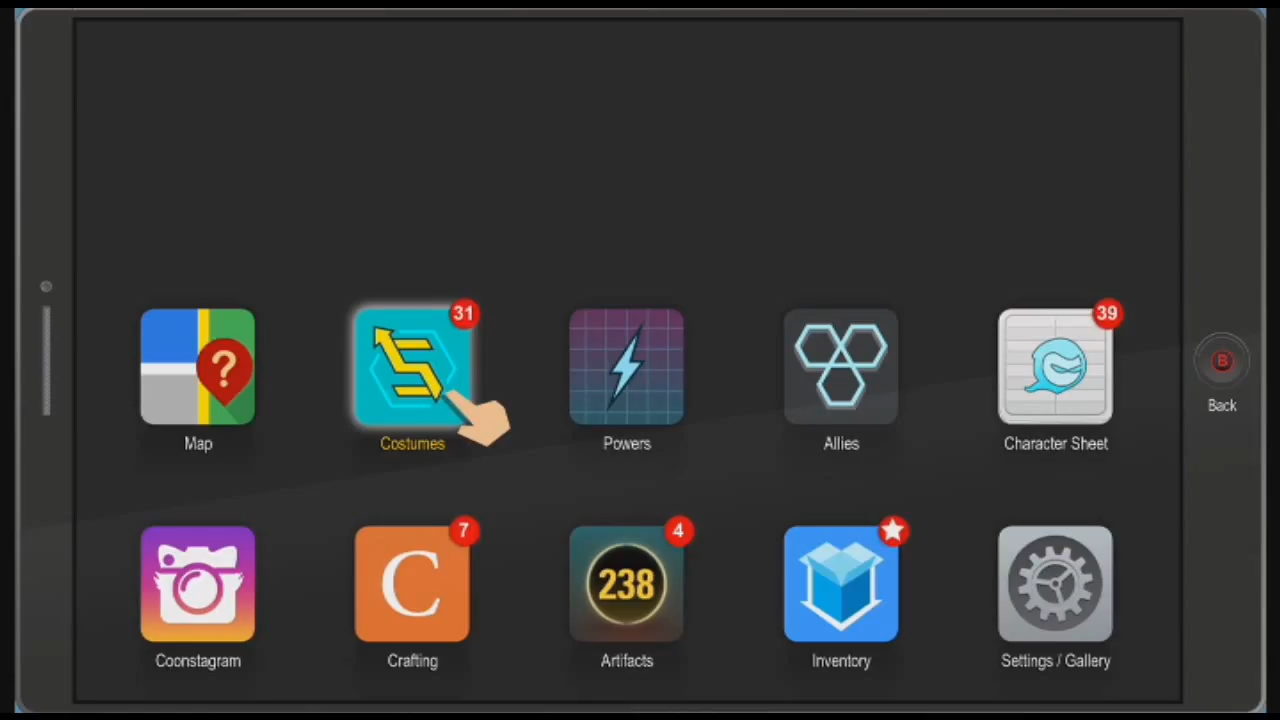 31
39
?
B
Map
Costumes
Powers
Allies
Character Sheet
Back
7
4
C
238
Coonstagram
Crafting
Artifacts
Inventory
Settings / Gallery